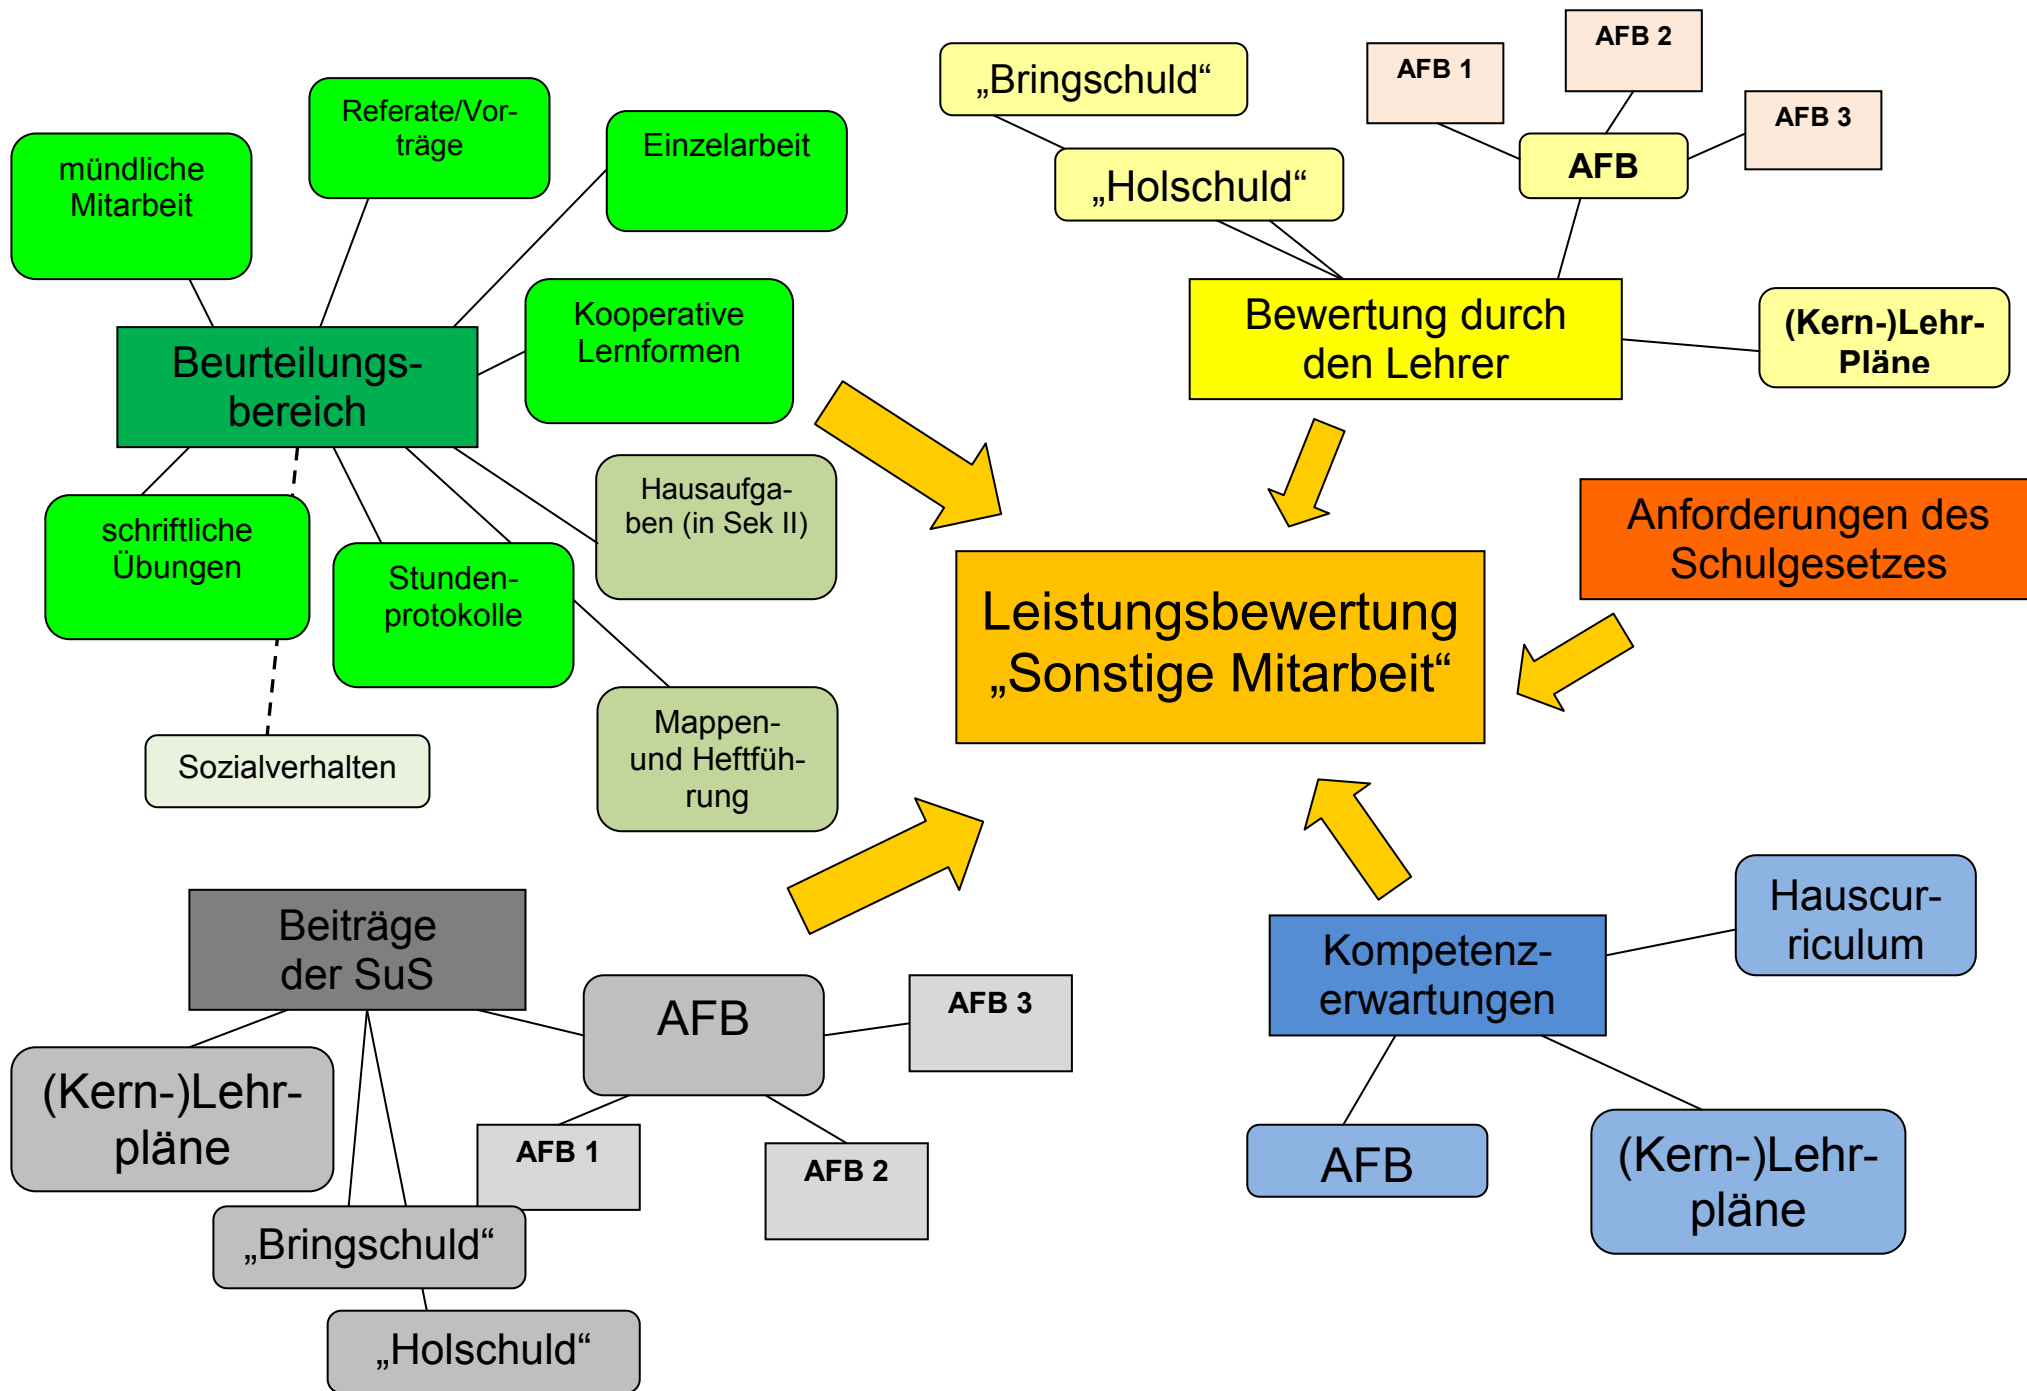 mündliche
Mitarbeit
Referate/Vor-
träge
Einzelarbeit
Kooperative
Lernformen
Beurteilungs-
bereich
Hausaufga-
ben (in Sek II)
schriftliche
Übungen
Stunden-
protokolle
Mappen-
und Heftfüh-
rung
Sozialverhalten
„Bringschuld“
„Holschuld“
AFB 1
AFB 2
AFB 3
AFB
Bewertung durch
den Lehrer
(Kern-)Lehr-
Pläne
Anforderungen des
Schulgesetzes
Leistungsbewertung
„Sonstige Mitarbeit“
Beiträge
der SuS
AFB
AFB 3
AFB 1
AFB 2
(Kern-)Lehr-
pläne
„Bringschuld“
„Holschuld“
Kompetenz-
erwartungen
Hauscur-
riculum
AFB
(Kern-)Lehr-
pläne